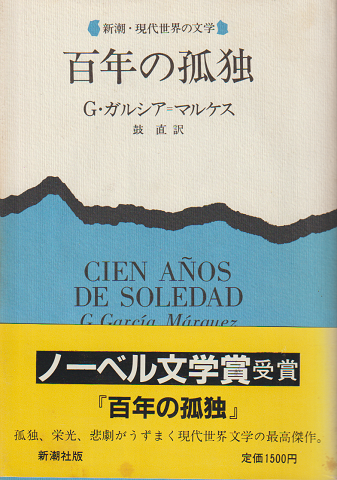 新潮・現代世界の文学
百年の孤独
G・ガルシア=マルケス
鼓 直 訳
CIEN AÑOS
DE SOLEDAD
G. García Márquez
ノーベル文学賞受賞
『百年の孤独』
孤独、栄光、悲劇がうずまく現代世界文学の最高傑作。
新潮社版 定価1500円